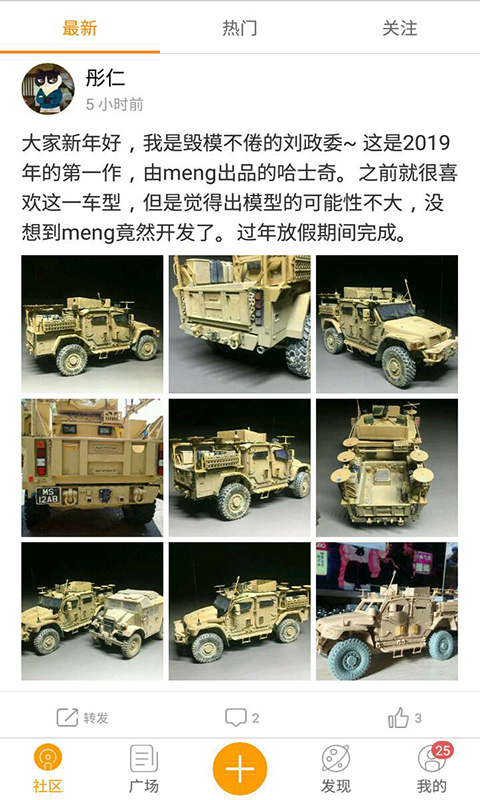 最新 热门 关注
彤仁
5 小时前
大家新年好，我是毁模不倦的刘政委~ 这是2019
年的第一作，由meng出品的哈士奇。之前就很喜
欢这一车型，但是觉得出模型的可能性不大，没
想到meng竟然开发了。过年放假期间完成。
MS
12AB
转发 2 3
25
社区 广场 发现 我的